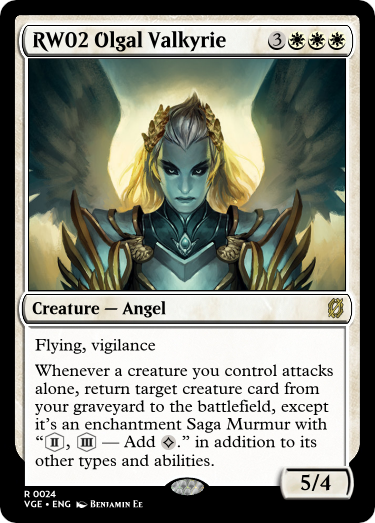 RW02 Olgal Valkyrie 3
Creature — Angel
Flying, vigilance
Whenever a creature you control attacks
alone, return target creature card from
your graveyard to the battlefield, except
it's an enchantment Saga Murmur with
“II, III — Add .” in addition to its
other types and abilities.
5/4
R 0024
VGE • ENG Benjamin Ee